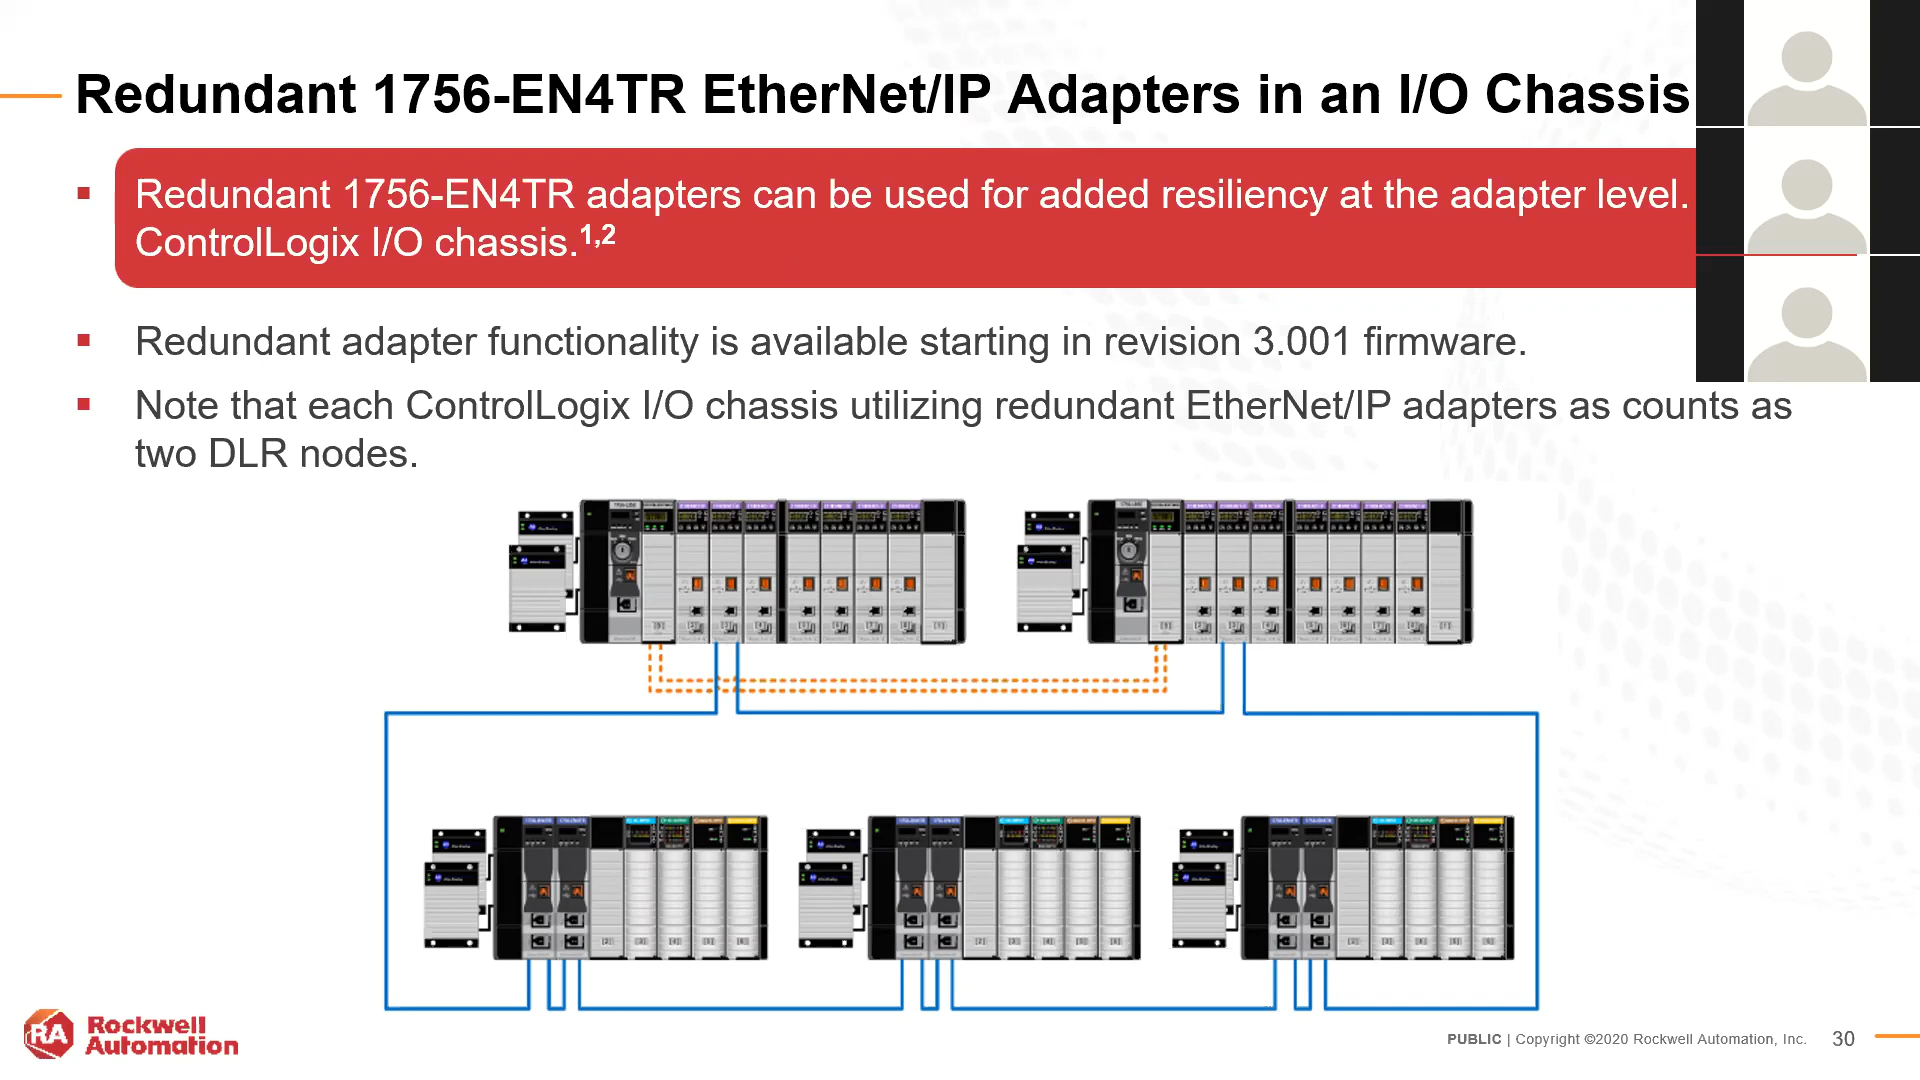 Redundant 1756-EN4TR EtherNet/IP Adapters in an I/O Chassis
Redundant 1756-EN4TR adapters can be used for added resiliency at the adapter level.
ControlLogix I/O chassis.1,2
Redundant adapter functionality is available starting in revision 3.001 firmware.
Note that each ControlLogix I/O chassis utilizing redundant EtherNet/IP adapters as counts as
two DLR nodes.
RA Rockwell
Automation
PUBLIC | Copyright ©2020 Rockwell Automation, Inc. 30